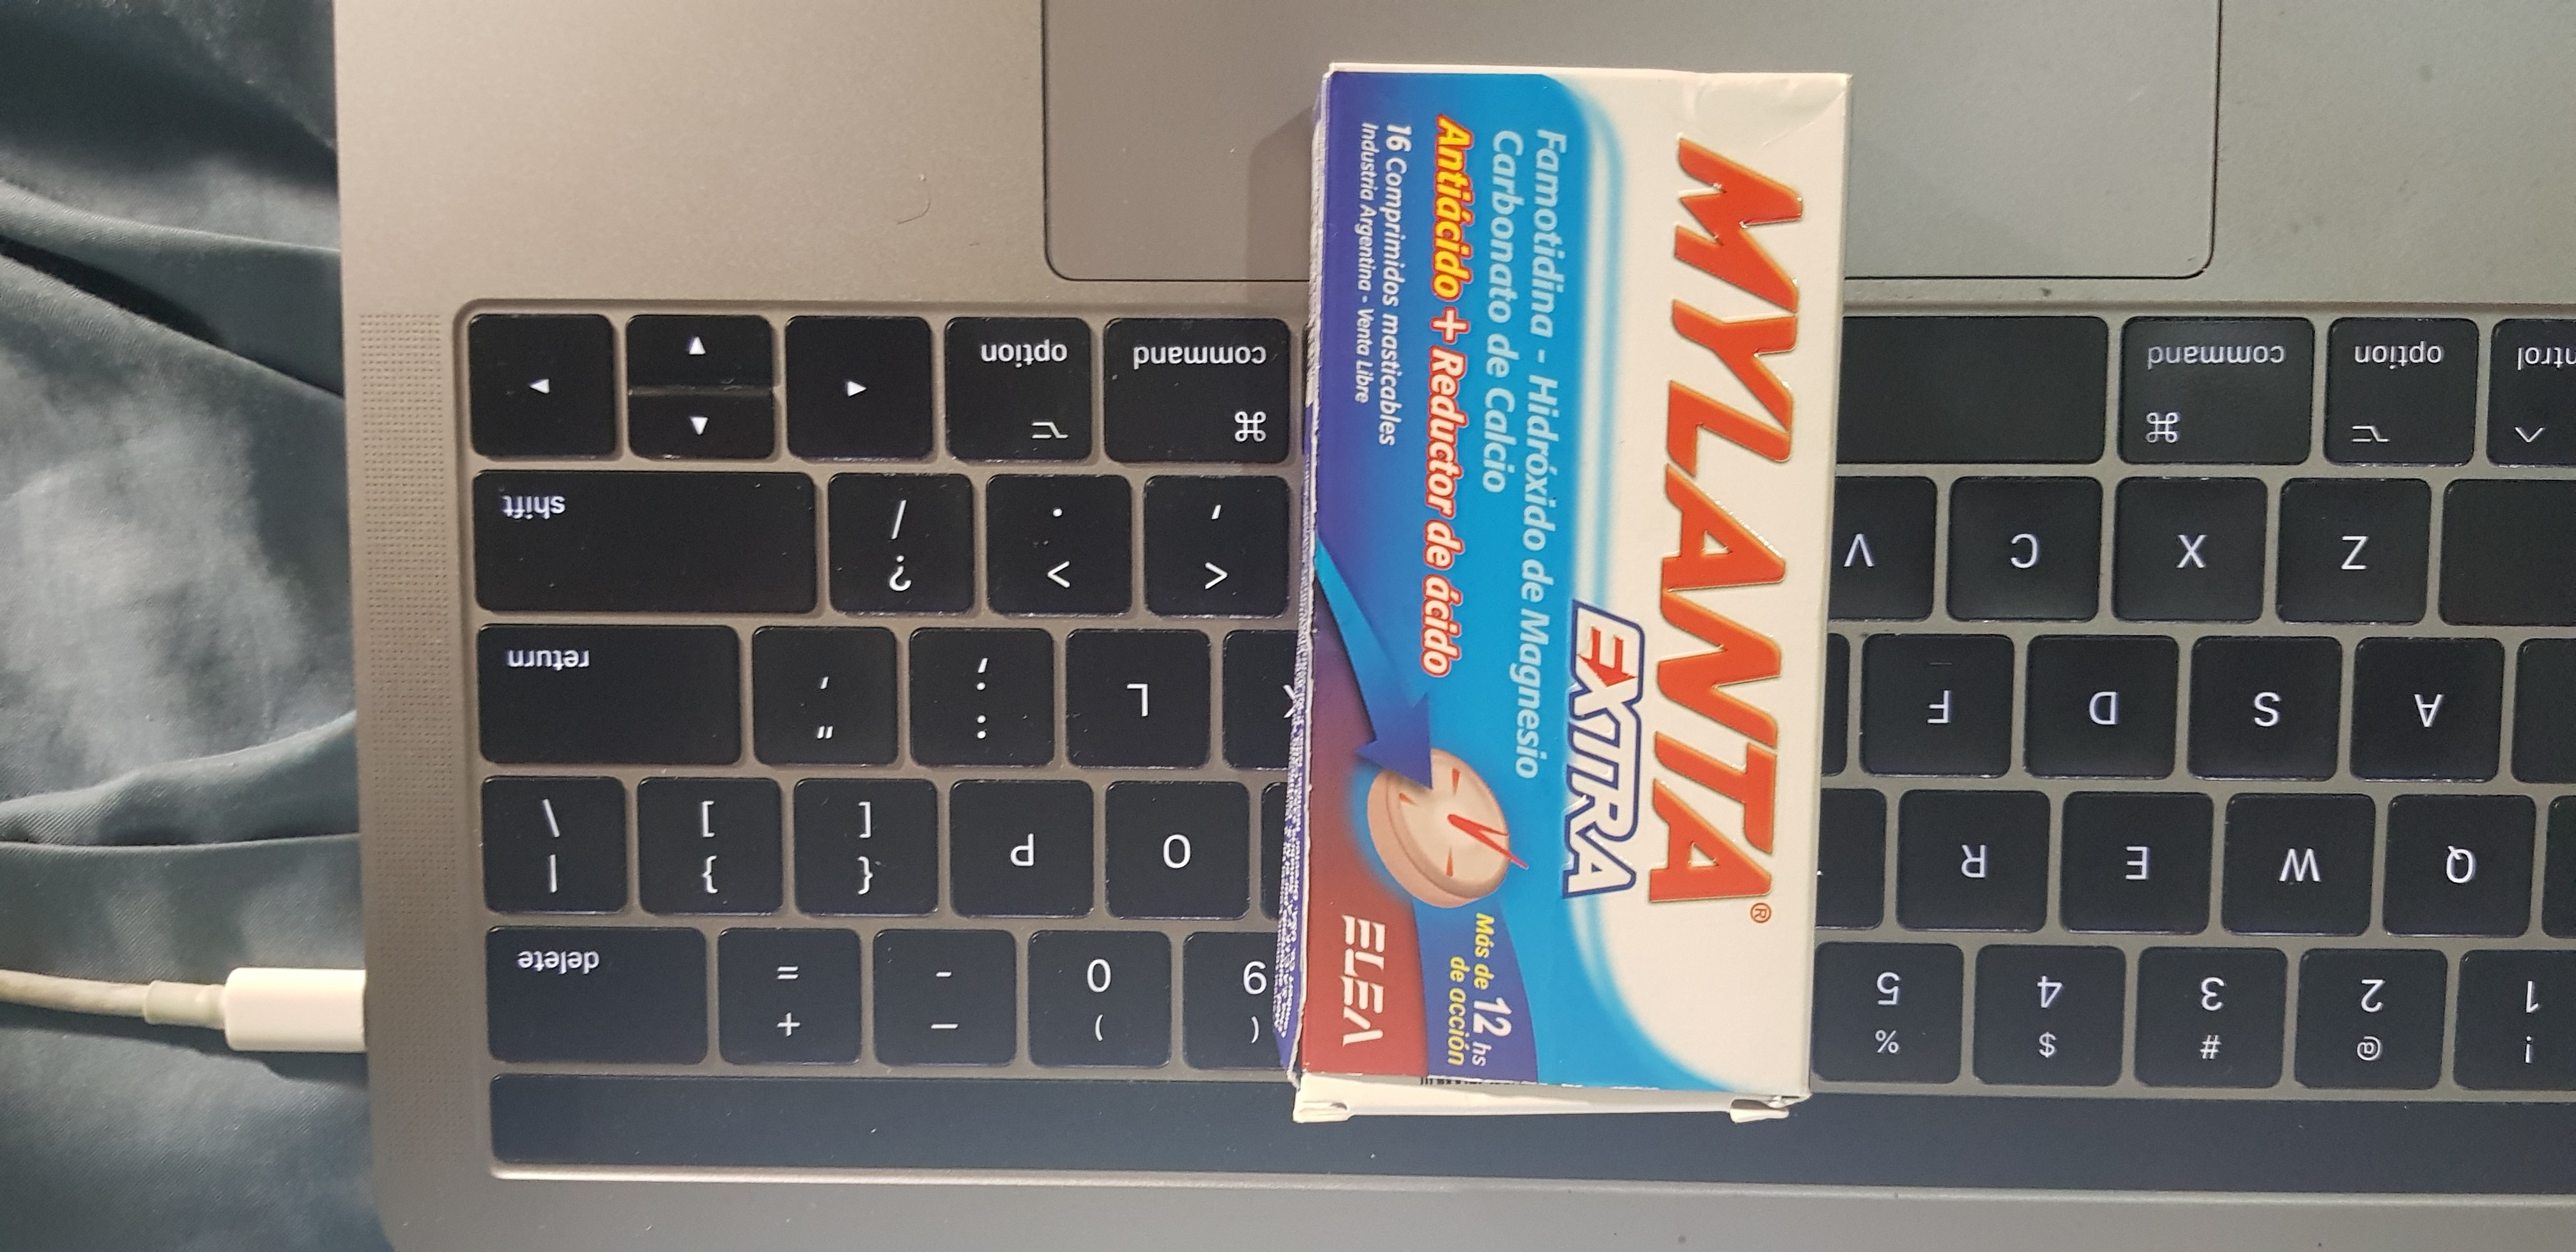 MYLANTA®
EXTRA
Famotidina - Hidróxido de Magnesio
Carbonato de Calcio
Antiácido + Reductor de ácido
16 Comprimidos masticables
Industria Argentina - Venta Libre
Más de 12 hs
de acción
ELEA
! @ # $ % ( ) _ +
1 2 3 4 5 9 0 - = delete
Q W E R O P { [ } ] | \
A S D F K L : ; " ' return
Z X C V < , > . ? / shift
⌃ ⌥ ⌘ ⌘ ⌥ ◀ ▲ ▼ ▶
option command command option